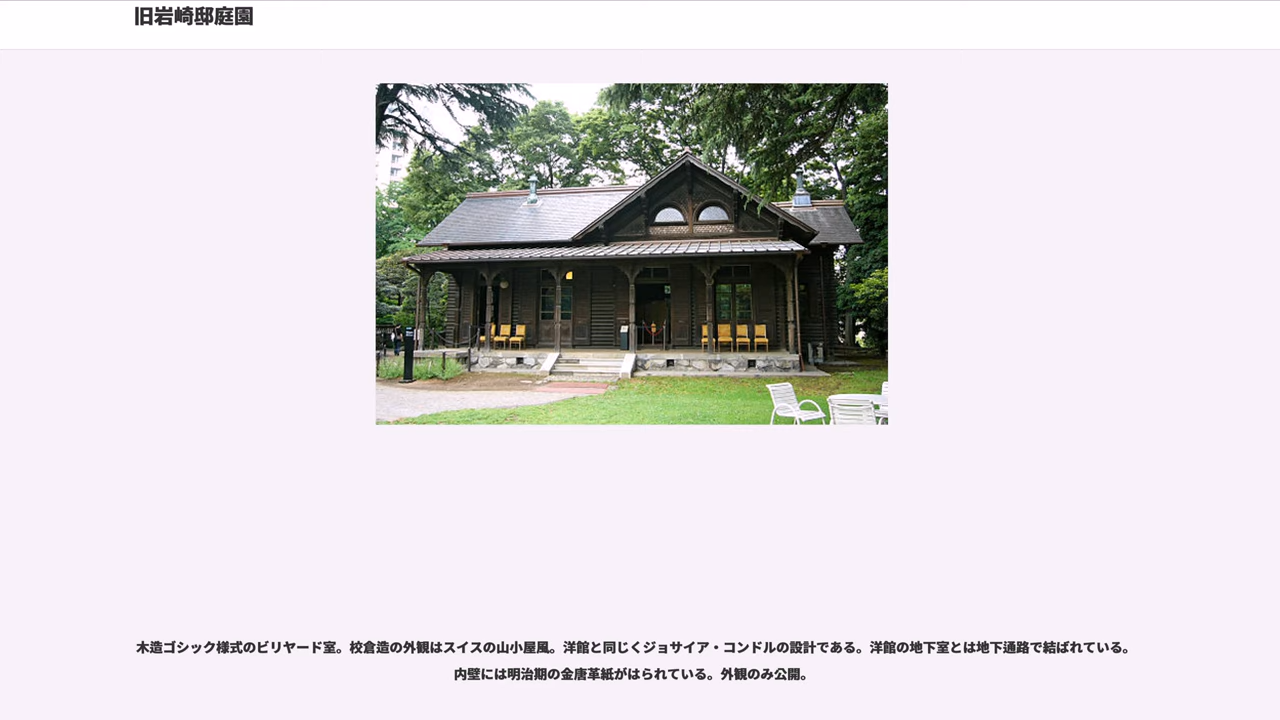 旧岩崎邸庭園
木造ゴシック様式のビリヤード室。校倉造の外観はスイスの山小屋風。洋館と同じくジョサイア・コンドルの設計である。洋館の地下室とは地下通路で結ばれている。
内壁には明治期の金唐革紙がはられている。外観のみ公開。